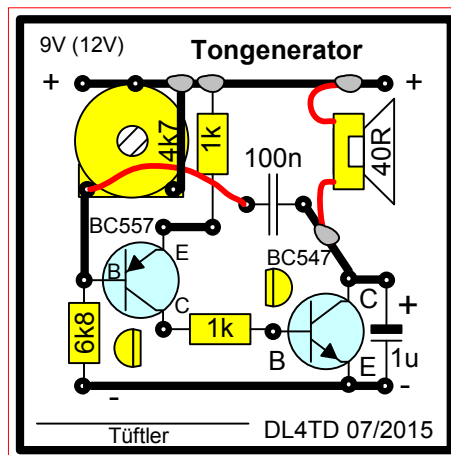 9V (12V)
Tongenerator
+
+
4k7
1k
100n
40R
BC557
E
BC547
B
C
C
+
6k8
1k
B
E
1u
-
-
Tüftler
DL4TD 07/2015